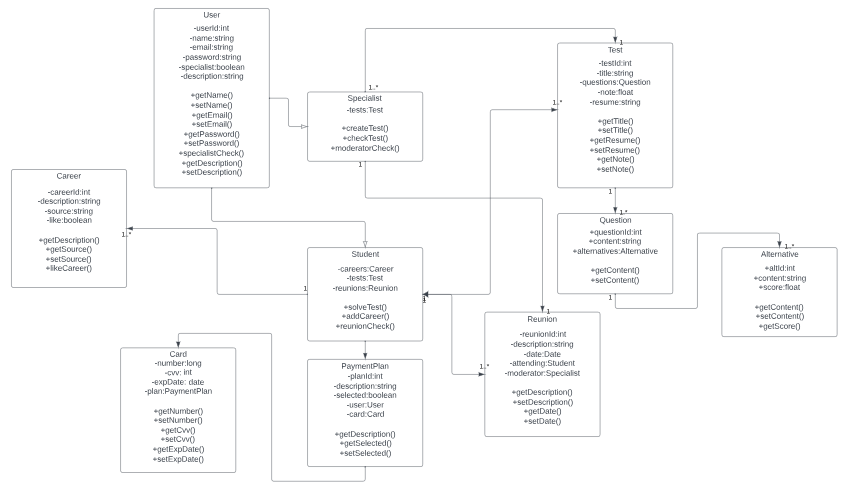 User
-userId:int
-name:string
-email:string
-password:string
-specialist:boolean
-description:string
+getName()
+setName()
+getEmail()
+setEmail()
+getPassword()
+setPassword()
+specialistCheck()
+getDescription()
+setDescription()
1..*
Specialist
-tests:Test
+createTest()
+checkTest()
+moderatorCheck()
1
1
Test
-testId:int
-title:string
-questions:Question
-note:float
-resume:string
+getTitle()
+setTitle()
+getResume()
+setResume()
+getNote()
+setNote()
1..*
1
Career
-careerId:int
-description:string
-source:string
-like:boolean
+getDescription()
+getSource()
+setSource()
+likeCareer()
1..*
1..*
Question
+questionId:int
+content:string
+alternatives:Alternative
+getContent()
+setContent()
1
1..*
Alternative
+altId:int
+content:string
+score:float
+getContent()
+setContent()
+getScore()
Student
-careers:Career
-tests:Test
-reunions:Reunion
+solveTest()
+addCareer()
+reunionCheck()
1
1
1
Reunion
-reunionId:int
-description:string
-date:Date
-attending:Student
-moderator:Specialist
+getDescription()
+setDescription()
+getDate()
+setDate()
1..*
Card
-number:long
-cvv: int
-expDate: date
-plan:PaymentPlan
+getNumber()
+setNumber()
+getCvv()
+setCvv()
+getExpDate()
+setExpDate()
PaymentPlan
-planId:int
-description:string
-selected:boolean
-user:User
-card:Card
+getDescription()
+getSelected()
+setSelected()